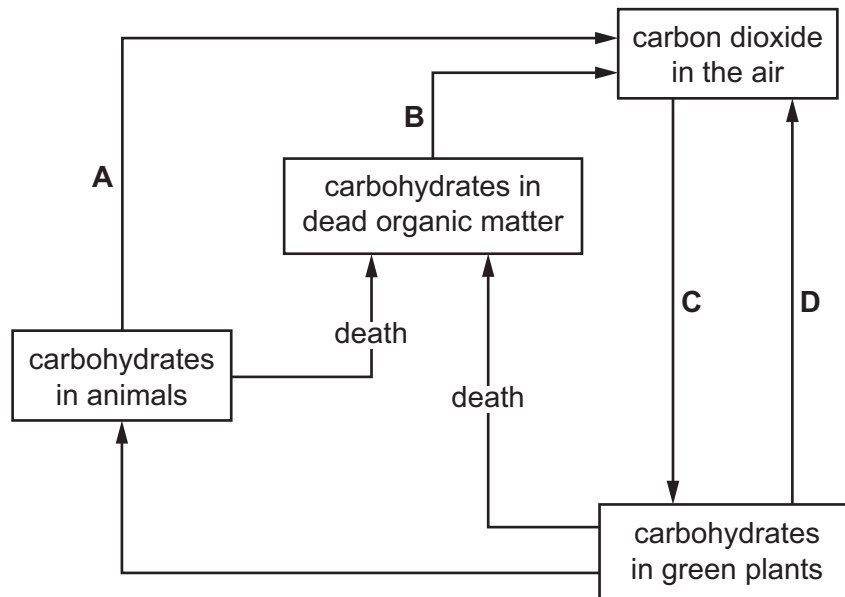 carbon dioxide
in the air
B
A
carbohydrates in
dead organic matter
C
D
death
carbohydrates
in animals
death
carbohydrates
in green plants